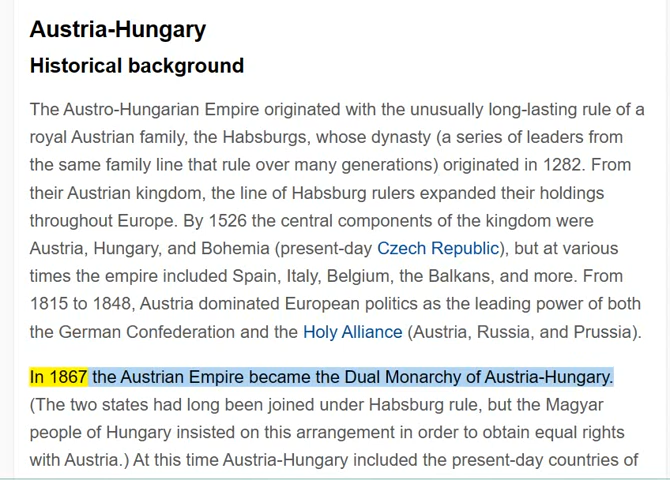 Austria-Hungary
Historical background
The Austro-Hungarian Empire originated with the unusually long-lasting rule of a
royal Austrian family, the Habsburgs, whose dynasty (a series of leaders from
the same family line that rule over many generations) originated in 1282. From
their Austrian kingdom, the line of Habsburg rulers expanded their holdings
throughout Europe. By 1526 the central components of the kingdom were
Austria, Hungary, and Bohemia (present-day Czech Republic), but at various
times the empire included Spain, Italy, Belgium, the Balkans, and more. From
1815 to 1848, Austria dominated European politics as the leading power of both
the German Confederation and the Holy Alliance (Austria, Russia, and Prussia).
In 1867 the Austrian Empire became the Dual Monarchy of Austria-Hungary.
(The two states had long been joined under Habsburg rule, but the Magyar
people of Hungary insisted on this arrangement in order to obtain equal rights
with Austria.) At this time Austria-Hungary included the present-day countries of